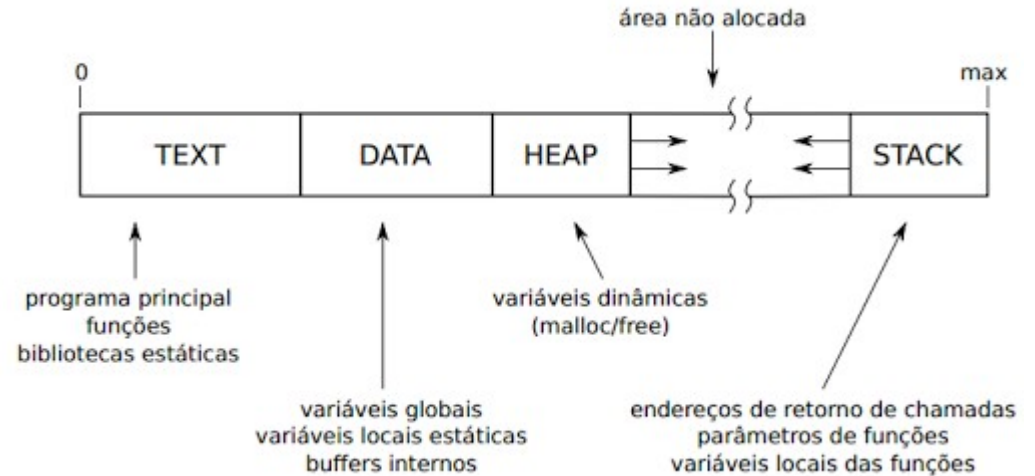 área não alocada
0
max
TEXT
DATA
HEAP
STACK
programa principal
funções
bibliotecas estáticas
variáveis dinâmicas
(malloc/free)
variáveis globais
variáveis locais estáticas
buffers internos
endereços de retorno de chamadas
parâmetros de funções
variáveis locais das funções